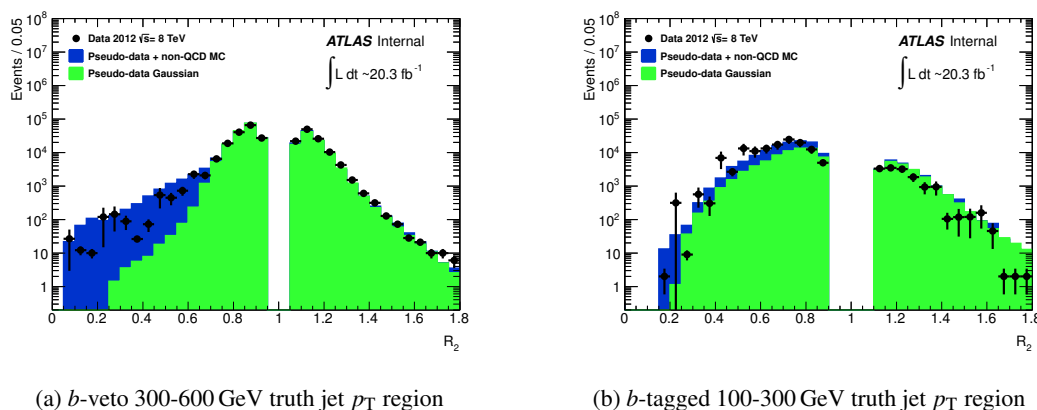 Events / 0.05
10^8
10^7
10^6
10^5
10^4
10^3
10^2
10
1
Data 2012 √s= 8 TeV
Pseudo-data + non-QCD MC
Pseudo-data Gaussian
ATLAS Internal
∫L dt ~20.3 fb^-1
0 0.2 0.4 0.6 0.8 1 1.2 1.4 1.6 1.8
R_2
(a) b-veto 300-600 GeV truth jet p_T region
Events / 0.05
10^8
10^7
10^6
10^5
10^4
10^3
10^2
10
1
Data 2012 √s= 8 TeV
Pseudo-data + non-QCD MC
Pseudo-data Gaussian
ATLAS Internal
∫L dt ~20.3 fb^-1
0 0.2 0.4 0.6 0.8 1 1.2 1.4 1.6 1.8
R_2
(b) b-tagged 100-300 GeV truth jet p_T region